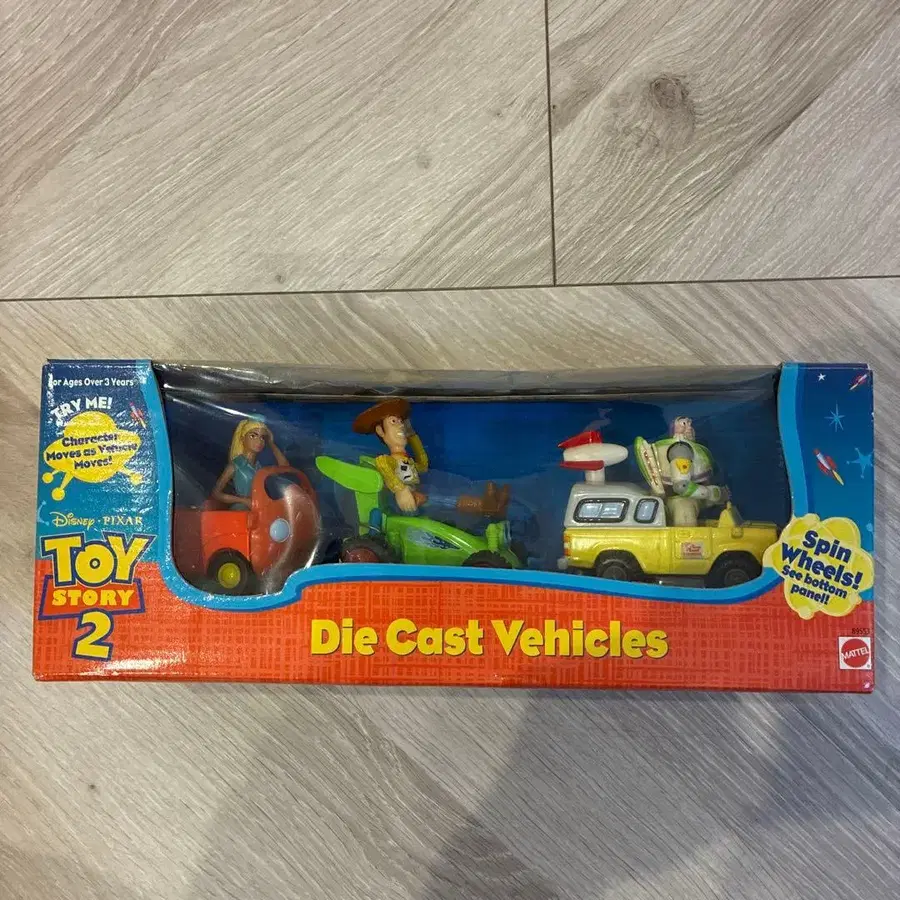 For Ages Over 3 Years
TRY ME!
Character
Moves as Vehicle
Moves!
Disney · PIXAR
TOY
STORY
2
Die Cast Vehicles
Spin
Wheels!
See bottom
panel!
MATTEL